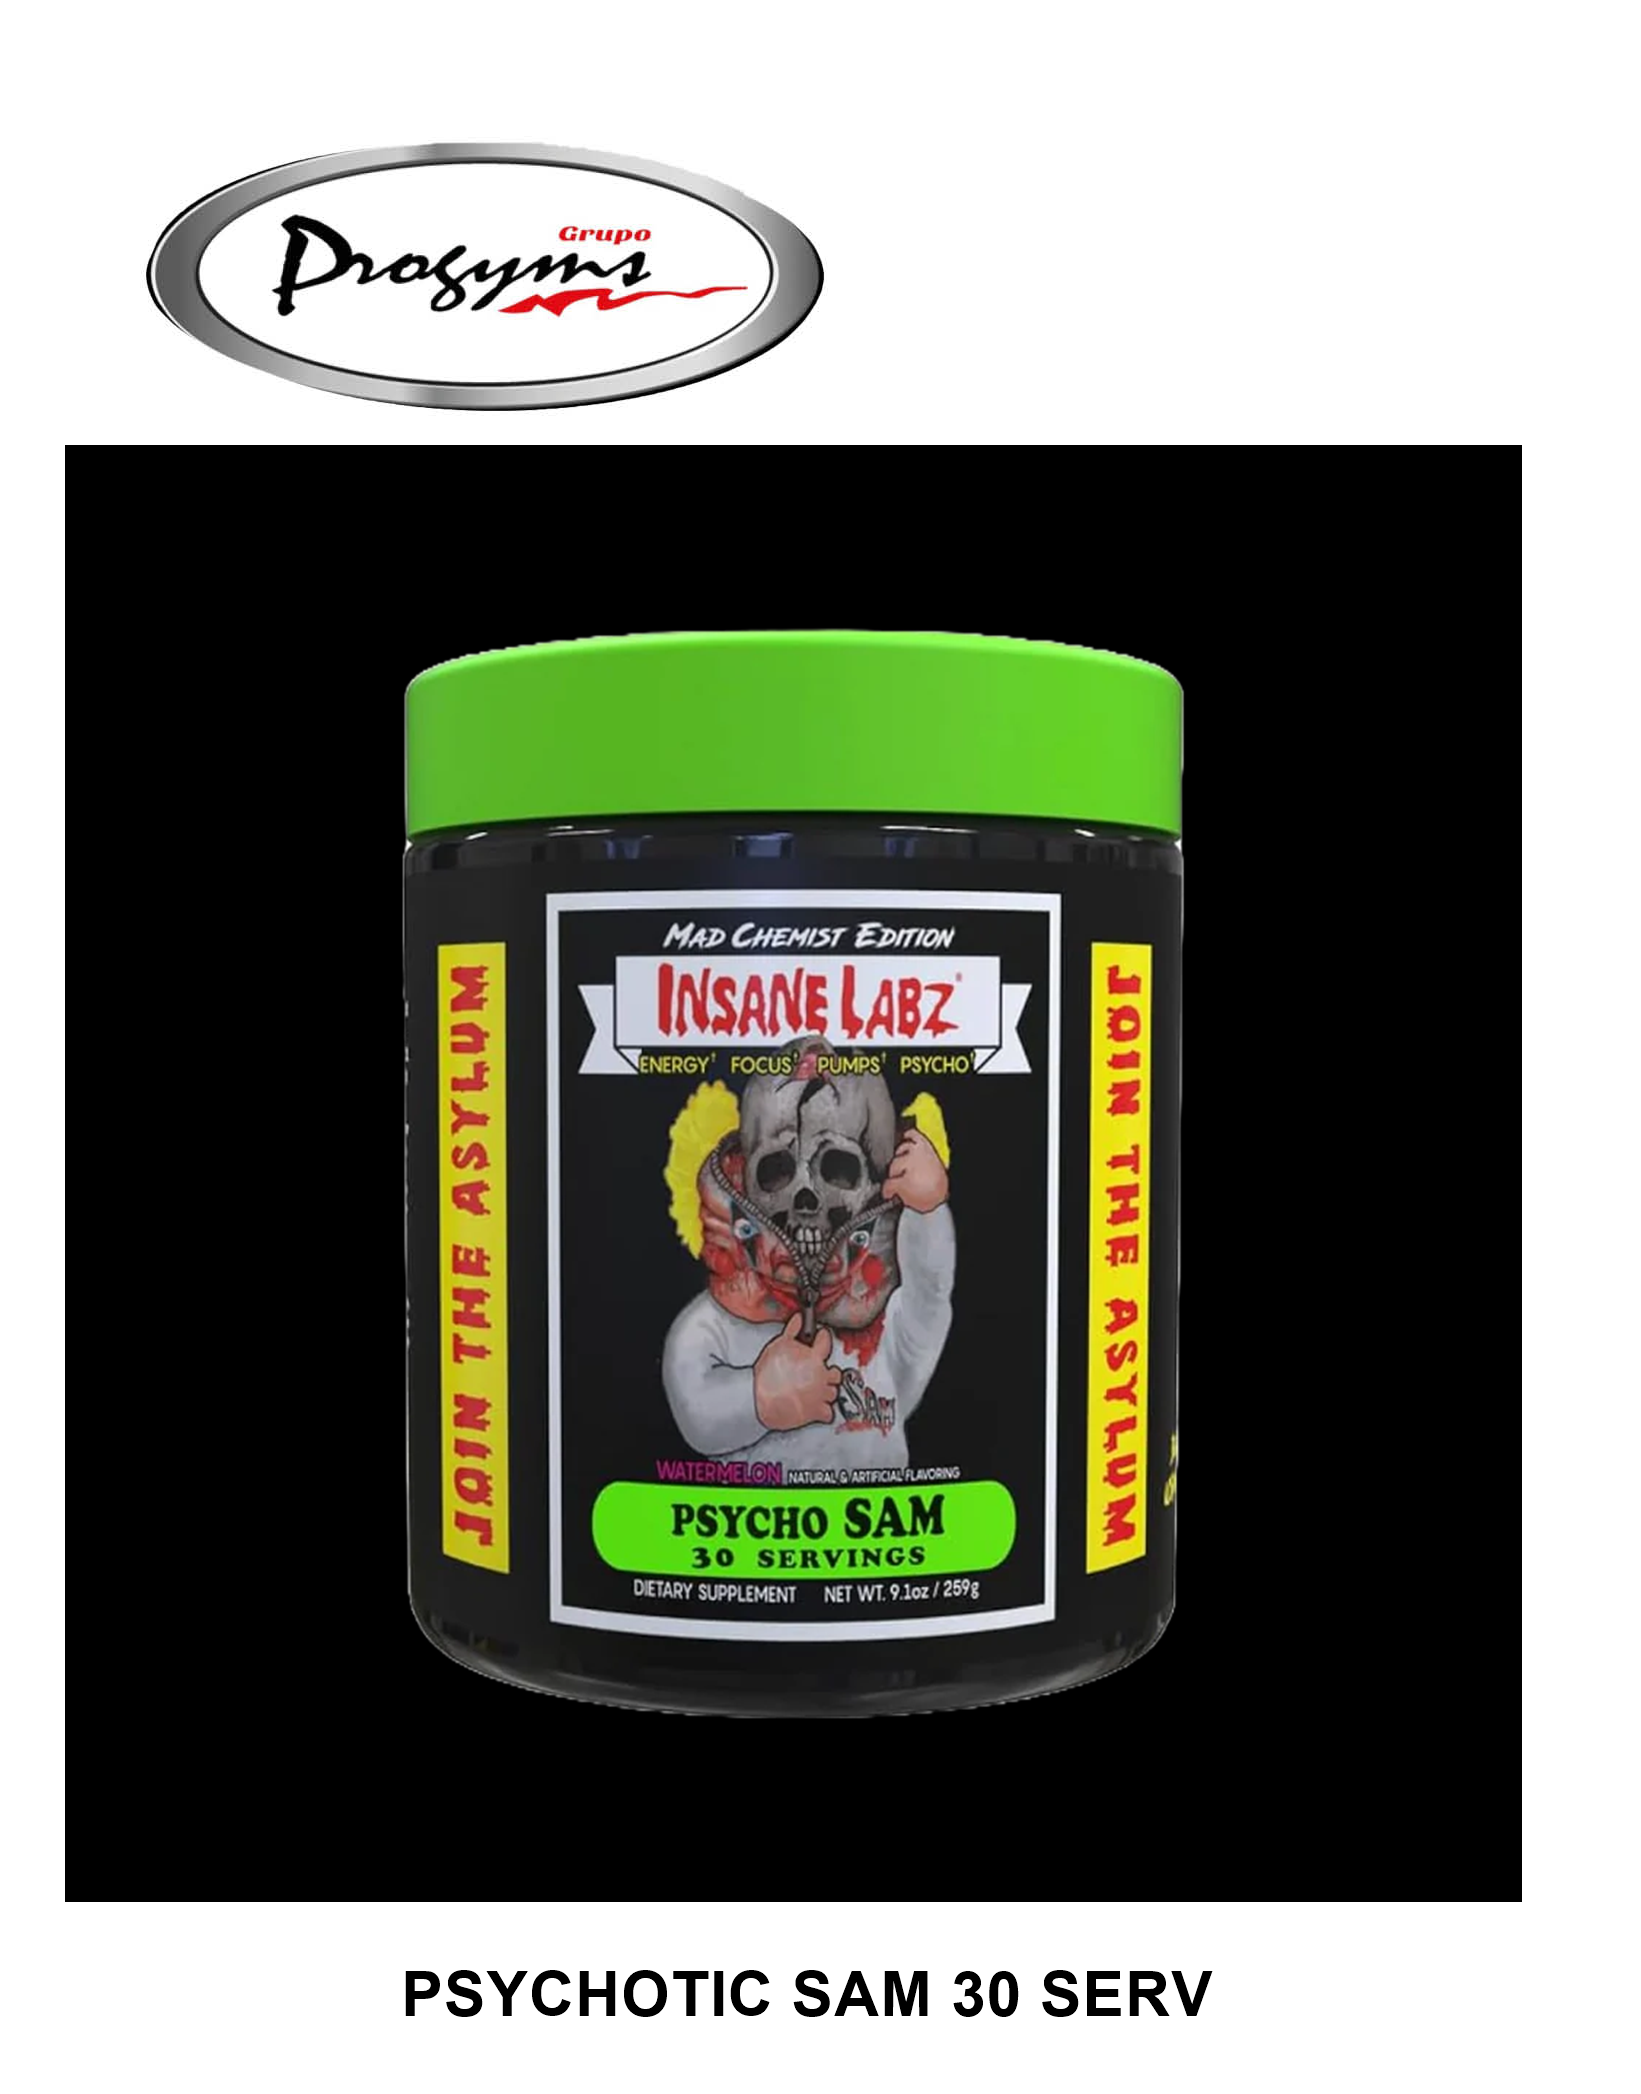 Grupo
Progyms
MAD CHEMIST EDITION
INSANE LABZ®
ENERGY† FOCUS† PUMPS† PSYCHO†
JOIN THE ASYLUM
JOIN THE ASYLUM
SAM
WATERMELON NATURAL & ARTIFICIAL FLAVORING
PSYCHO SAM
30 SERVINGS
DIETARY SUPPLEMENT NET WT. 9.1oz / 259g
PSYCHOTIC SAM 30 SERV